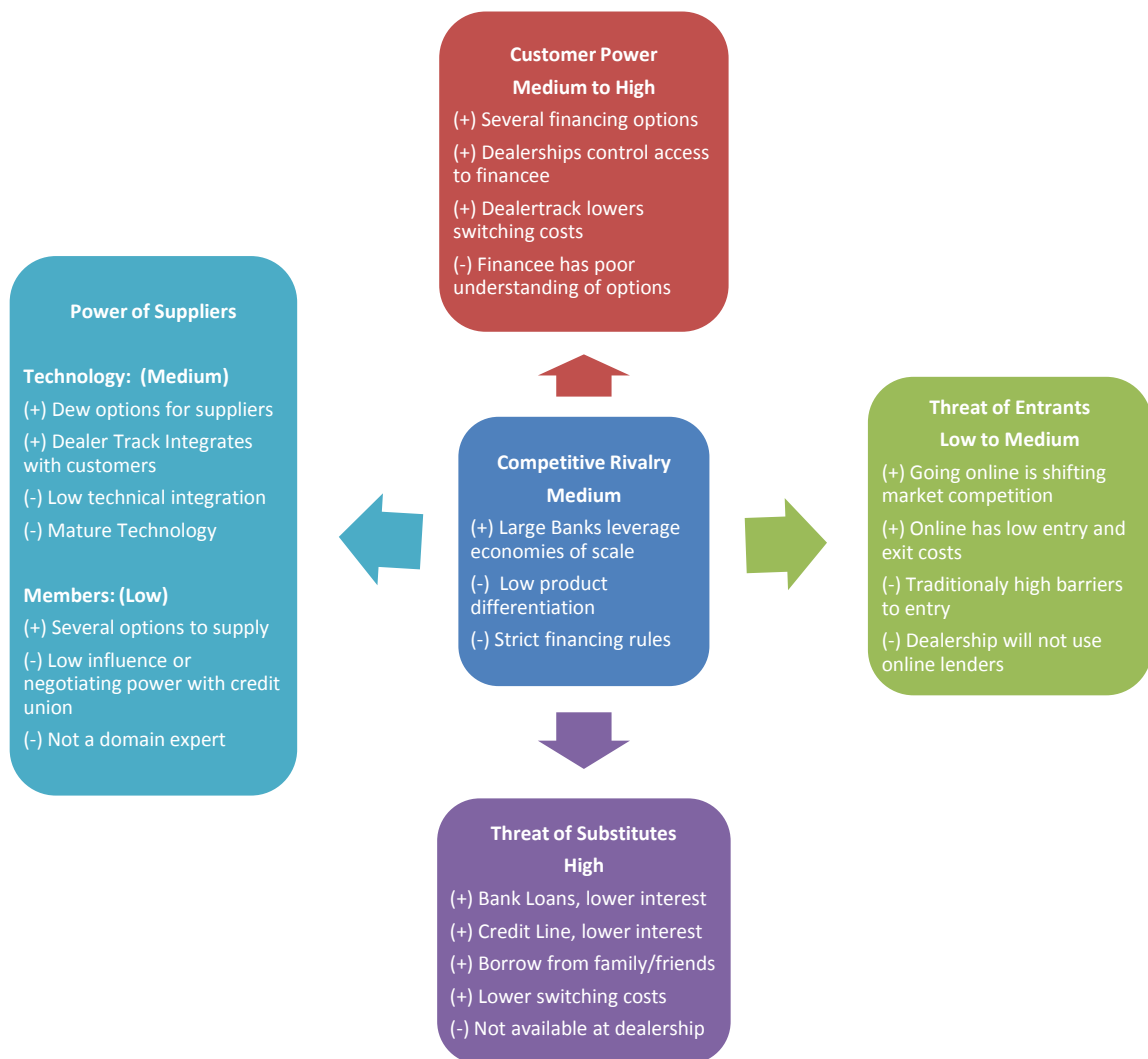 Customer Power
Medium to High
(+) Several financing options
(+) Dealerships control access
to financee
(+) Dealertrack lowers
switching costs
(-) Financee has poor
understanding of options
Power of Suppliers
Technology:  (Medium)
(+) Dew options for suppliers
(+) Dealer Track Integrates
with customers
(-) Low technical integration
(-) Mature Technology
Members: (Low)
(+) Several options to supply
(-) Low influence or
negotiating power with credit
union
(-) Not a domain expert
Competitive Rivalry
Medium
(+) Large Banks leverage
economies of scale
(-)  Low product
differentiation
(-) Strict financing rules
Threat of Entrants
Low to Medium
(+) Going online is shifting
market competition
(+) Online has low entry and
exit costs
(-) Traditionaly high barriers
to entry
(-) Dealership will not use
online lenders
Threat of Substitutes
High
(+) Bank Loans, lower interest
(+) Credit Line, lower interest
(+) Borrow from family/friends
(+) Lower switching costs
(-) Not available at dealership